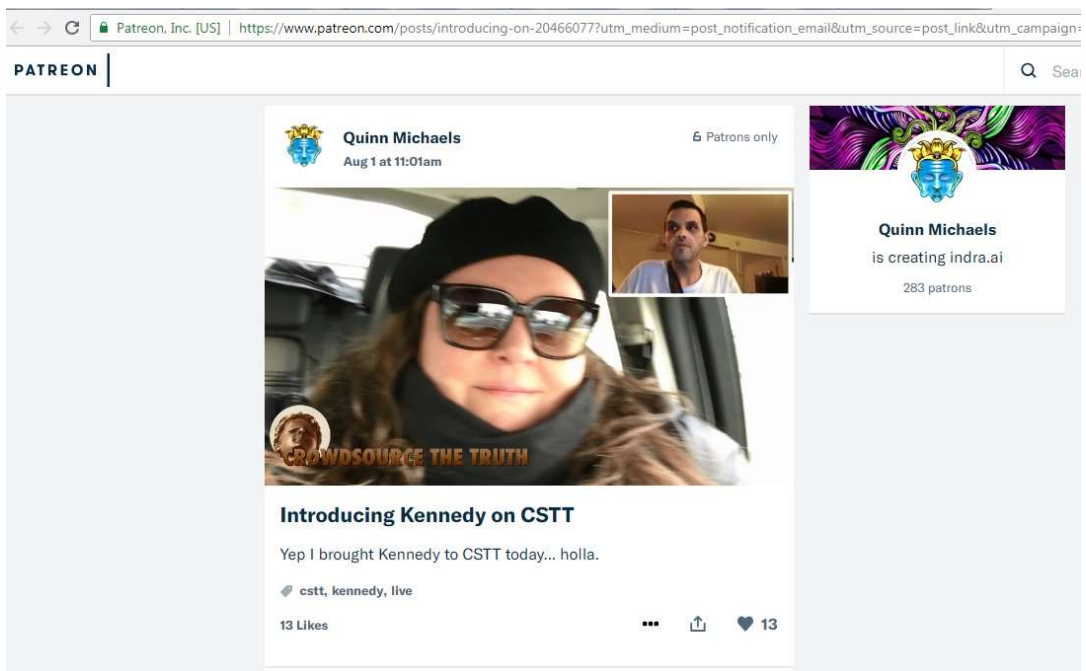 Patreon, Inc. [US] | https://www.patreon.com/posts/introducing-on-20466077?utm_medium=post_notification_email&utm_source=post_link&utm_campaign=
PATREON
Sear
Quinn Michaels
Patrons only
Aug 1 at 11:01am
CROWDSOURCE THE TRUTH
Quinn Michaels
is creating indra.ai
283 patrons
Introducing Kennedy on CSTT
Yep I brought Kennedy to CSTT today... holla.
cstt, kennedy, live
13 Likes
••• 13